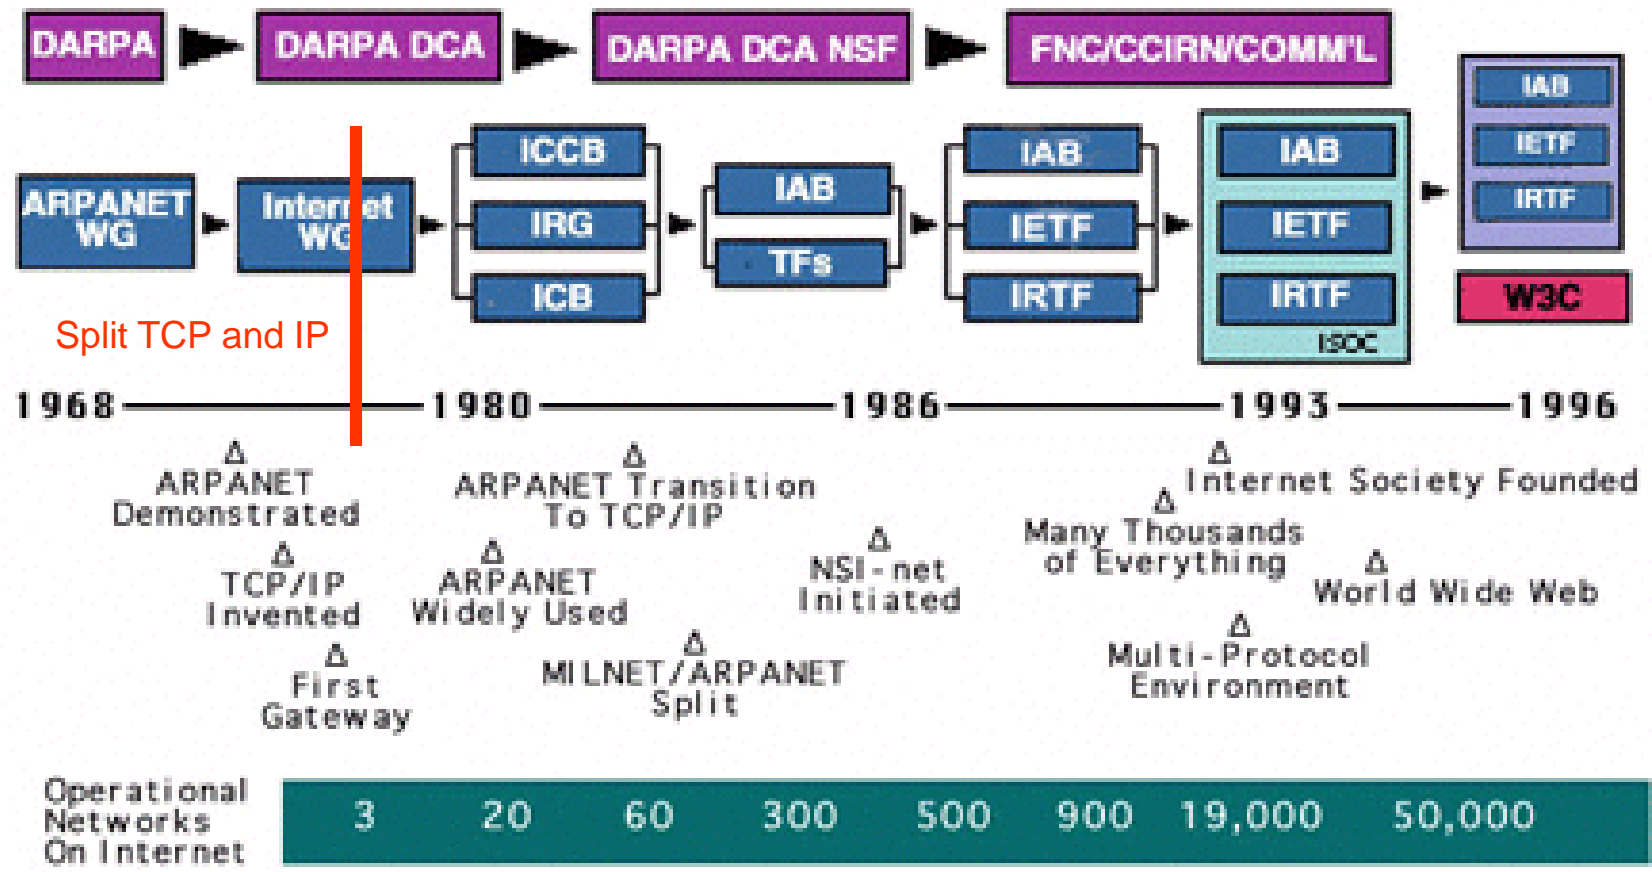 DARPA
DARPA DCA
DARPA DCA NSF
FNC/CCIRN/COMM'L
ARPANET
WG
Internet
WG
ICCB
IRG
ICB
IAB
TFs
IAB
IETF
IRTF
IAB
IETF
IRTF
ISOC
IAB
IETF
IRTF
W3C
Split TCP and IP
1968
1980
1986
1993
1996
ARPANET
Demonstrated
TCP/IP
Invented
First
Gateway
ARPANET Transition
To TCP/IP
ARPANET
Widely Used
MILNET/ARPANET
Split
NSI-net
Initiated
Internet Society Founded
Many Thousands
of Everything
World Wide Web
Multi-Protocol
Environment
Operational
Networks
On Internet
3 20 60 300 500 900 19,000 50,000